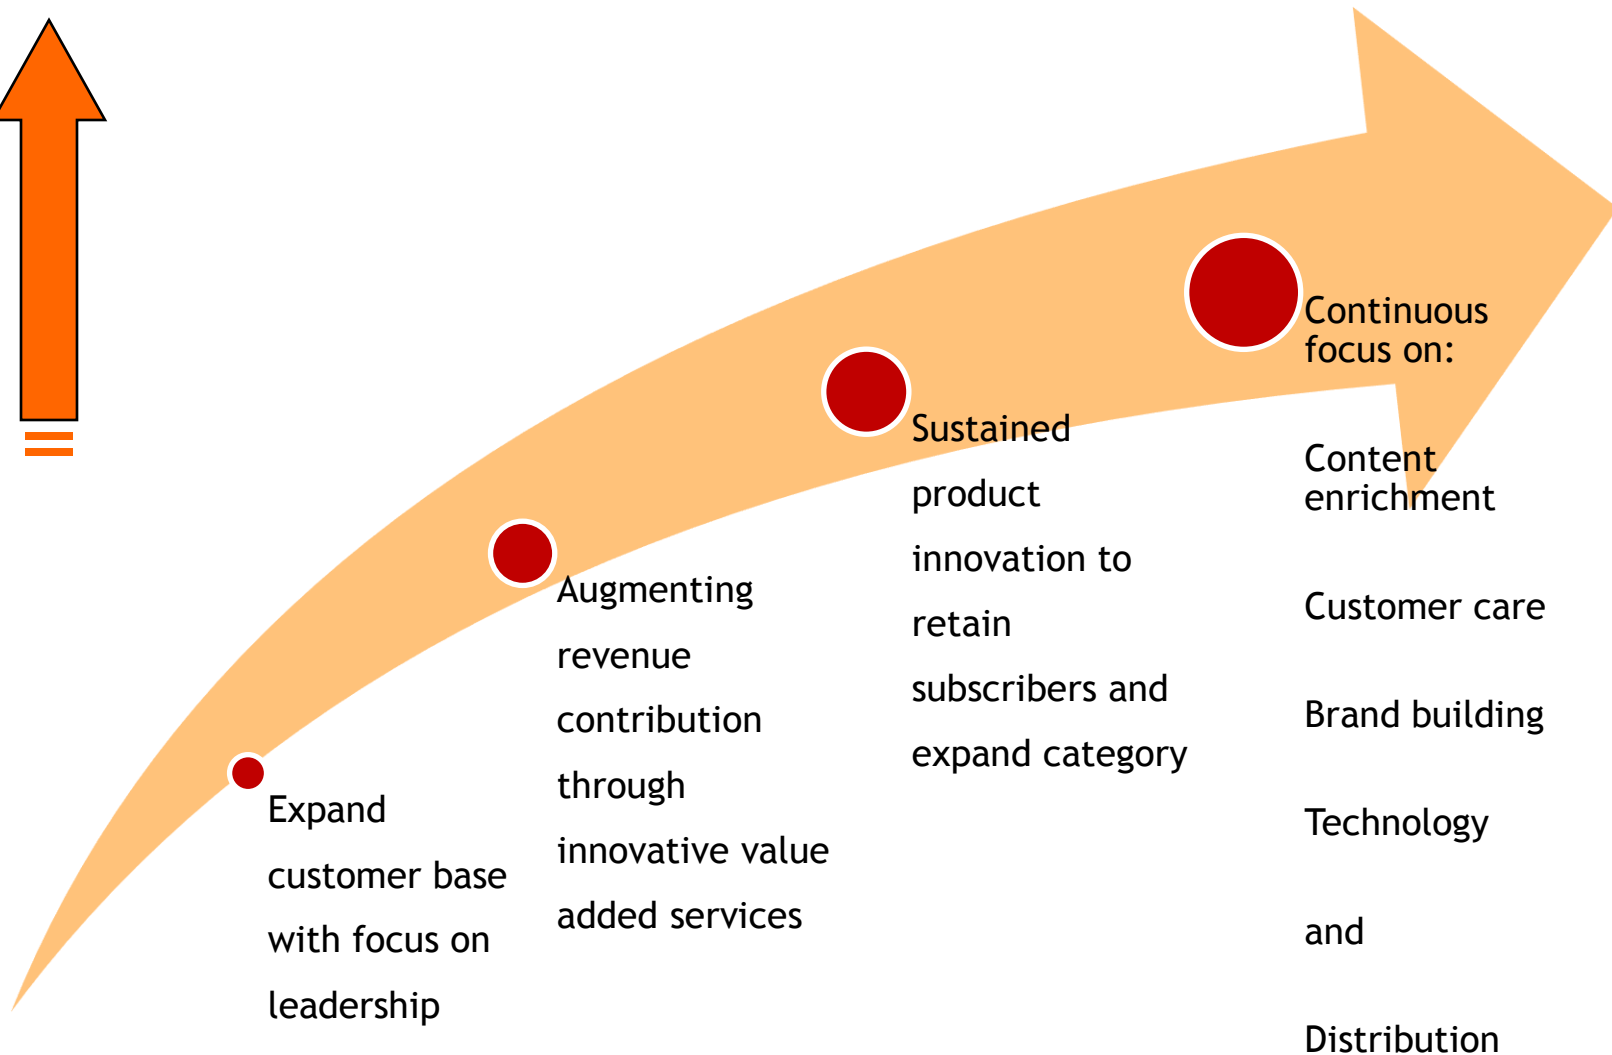 Expand
customer base
with focus on
leadership
Augmenting
revenue
contribution
through
innovative value
added services
Sustained
product
innovation to
retain
subscribers and
expand category
Continuous
focus on:
Content
enrichment
Customer care
Brand building
Technology
and
Distribution